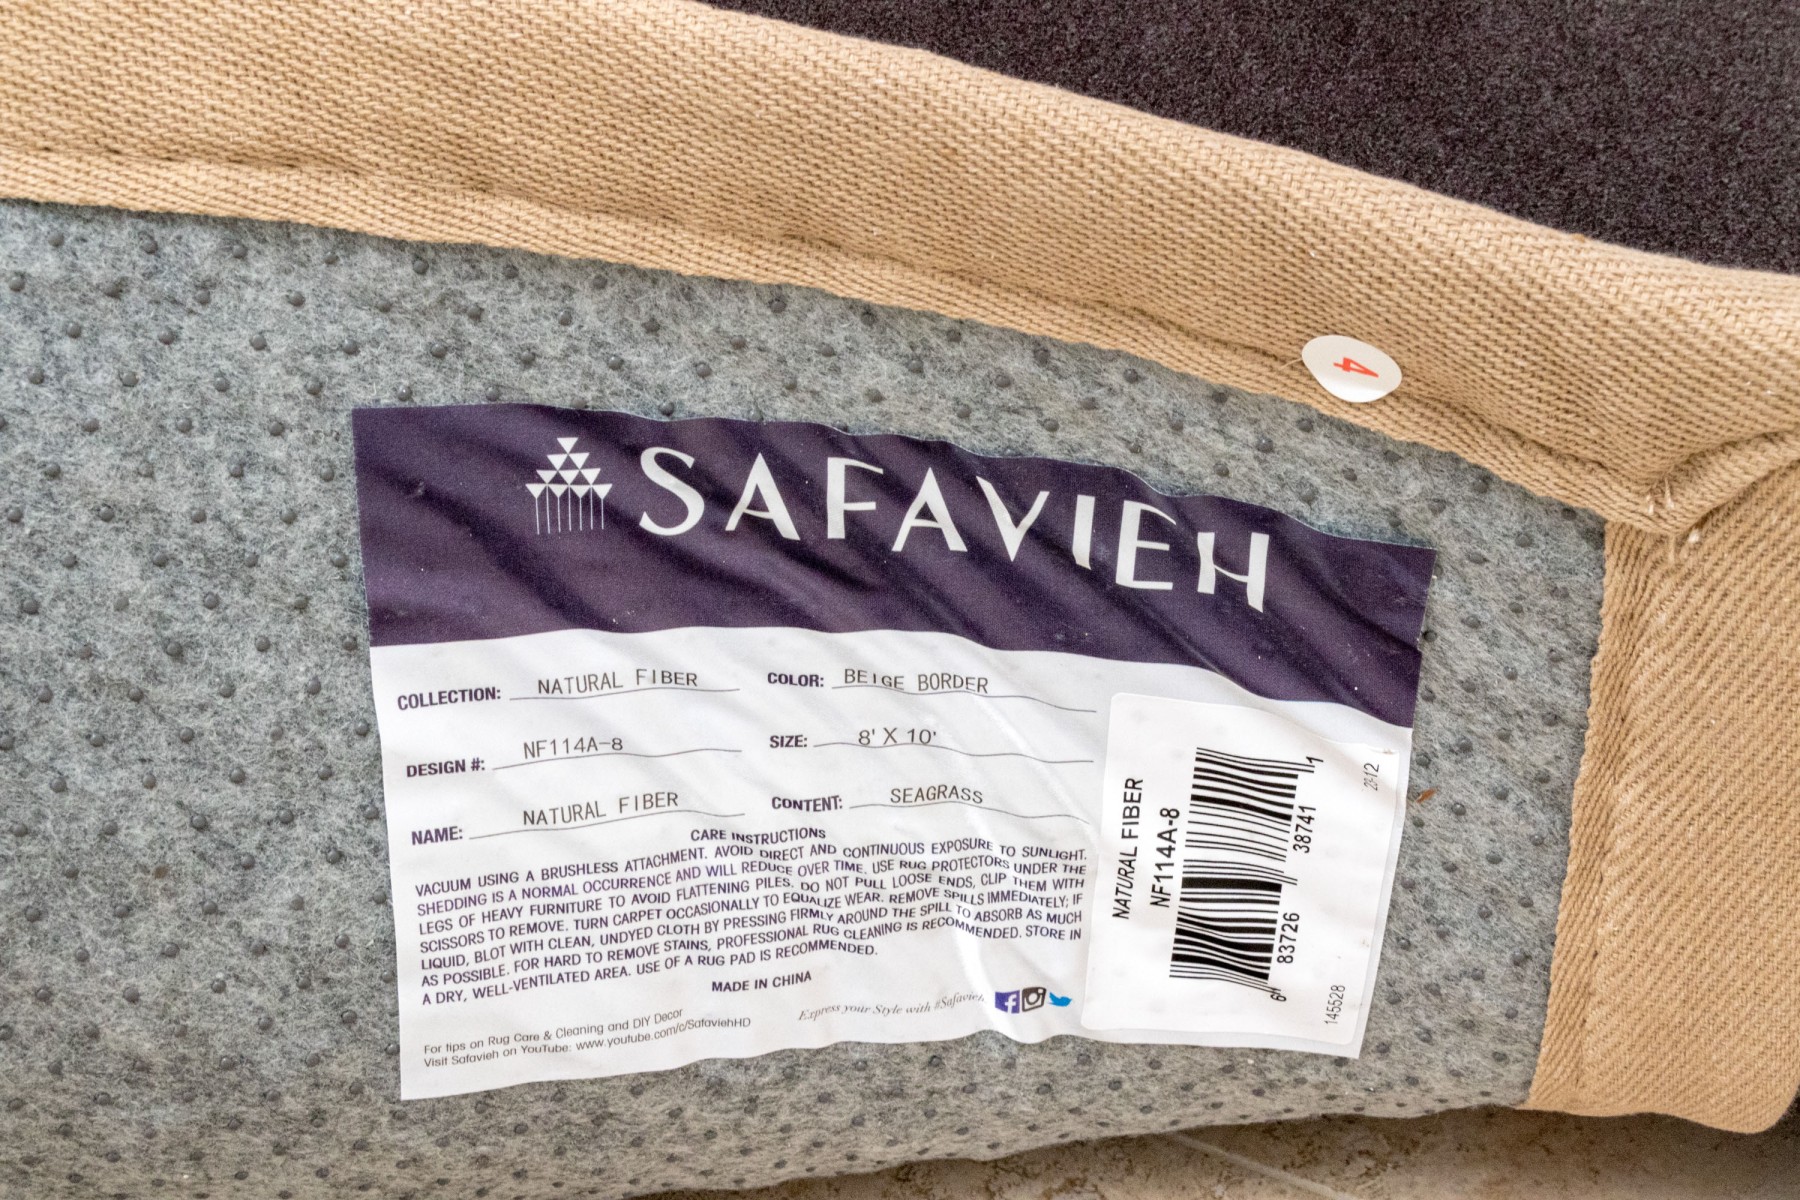 4
SAFAVIEH
COLLECTION: NATURAL FIBER
COLOR: BEIGE BORDER
DESIGN #: NF114A-8
SIZE: 8' X 10'
NAME: NATURAL FIBER
CONTENT: SEAGRASS
CARE INSTRUCTIONS
VACUUM USING A BRUSHLESS ATTACHMENT. AVOID DIRECT AND CONTINUOUS EXPOSURE TO SUNLIGHT.
SHEDDING IS A NORMAL OCCURRENCE AND WILL REDUCE OVER TIME. USE RUG PROTECTORS UNDER THE
LEGS OF HEAVY FURNITURE TO AVOID FLATTENING PILES. DO NOT PULL LOOSE ENDS, CLIP THEM WITH
SCISSORS TO REMOVE. TURN CARPET OCCASIONALLY TO EQUALIZE WEAR. REMOVE SPILLS IMMEDIATELY; IF
LIQUID, BLOT WITH CLEAN, UNDYED CLOTH BY PRESSING FIRMLY AROUND THE SPILL TO ABSORB AS MUCH
AS POSSIBLE. FOR HARD TO REMOVE STAINS, PROFESSIONAL RUG CLEANING IS RECOMMENDED. STORE IN
A DRY, WELL-VENTILATED AREA. USE OF A RUG PAD IS RECOMMENDED.
MADE IN CHINA
For tips on Rug Care & Cleaning and DIY Decor
Visit Safavieh on YouTube: www.youtube.com/c/SafaviehHD
Express your Style with #Safavieh
NATURAL FIBER
NF114A-8
6 83726 38741 1
21-12
145528